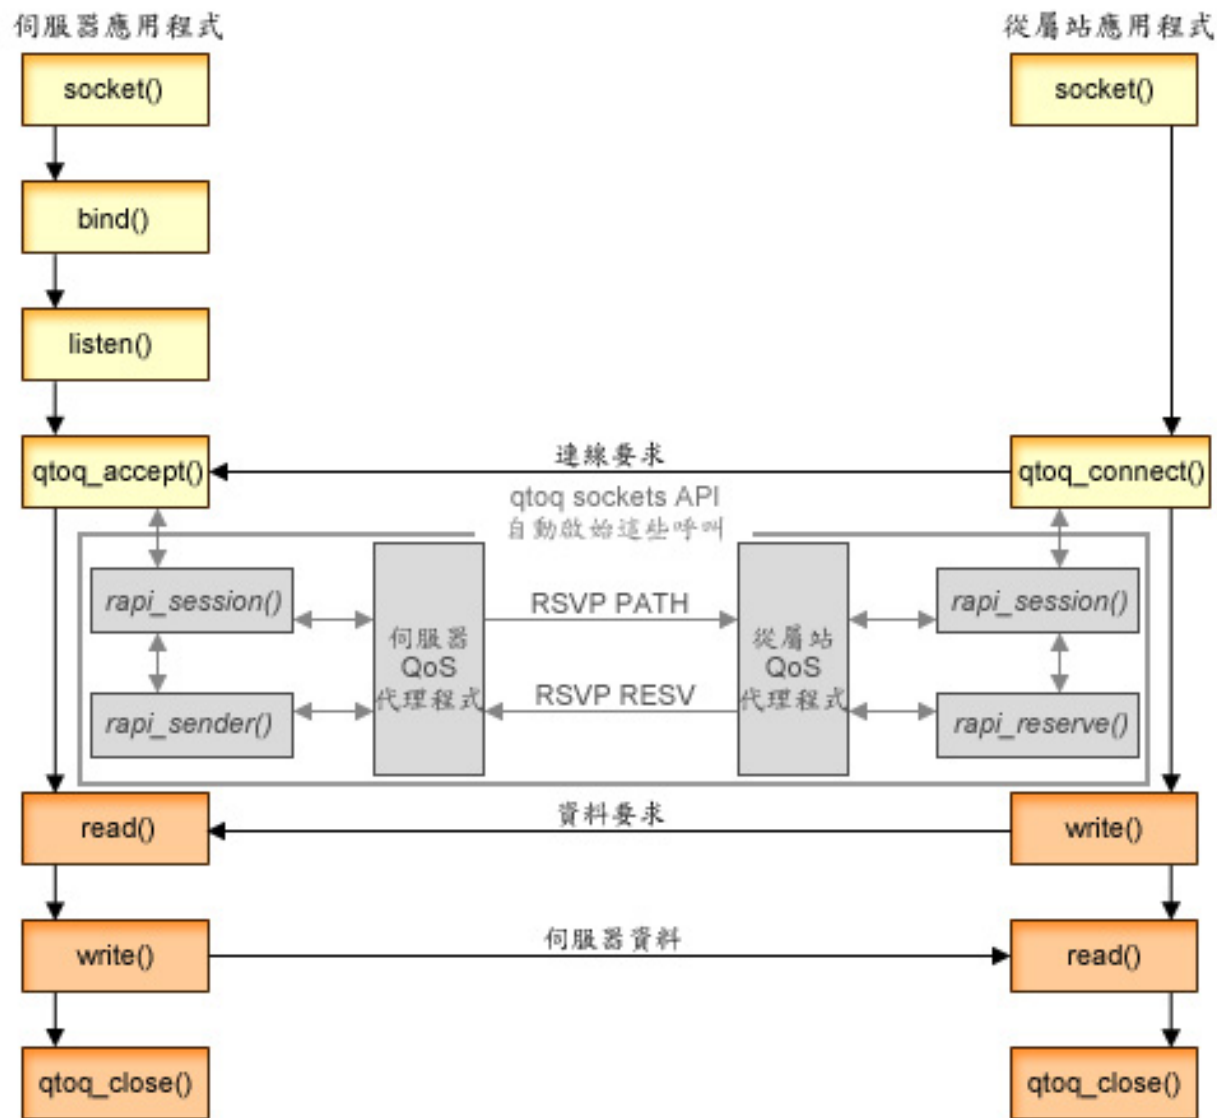 伺服器應用程式
從屬站應用程式
socket()
socket()
bind()
listen()
qtoq_accept()
連線要求
qtoq_connect()
qtoq sockets API
自動啟始這些呼叫
rapi_session()
RSVP PATH
rapi_session()
伺服器
QoS
代理程式
從屬站
QoS
代理程式
rapi_sender()
RSVP RESV
rapi_reserve()
read()
資料要求
write()
write()
伺服器資料
read()
qtoq_close()
qtoq_close()